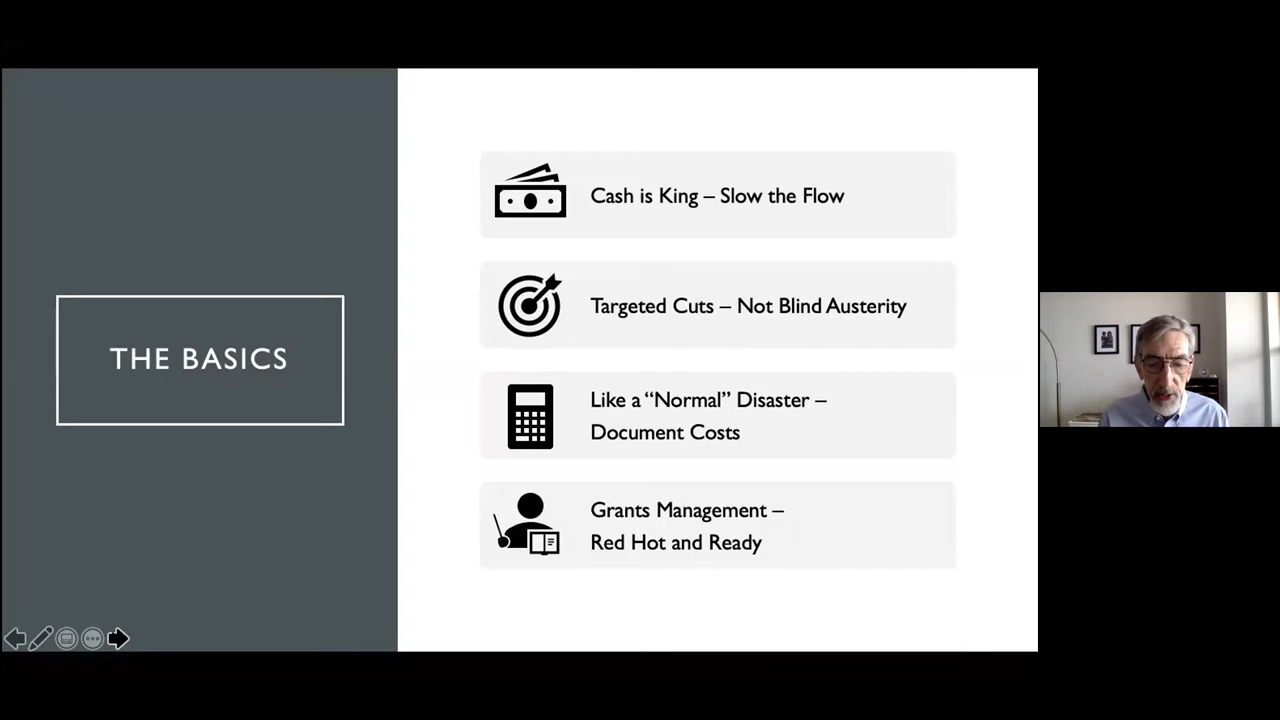 THE BASICS
Cash is King – Slow the Flow
Targeted Cuts – Not Blind Austerity
Like a “Normal” Disaster –
Document Costs
Grants Management –
Red Hot and Ready